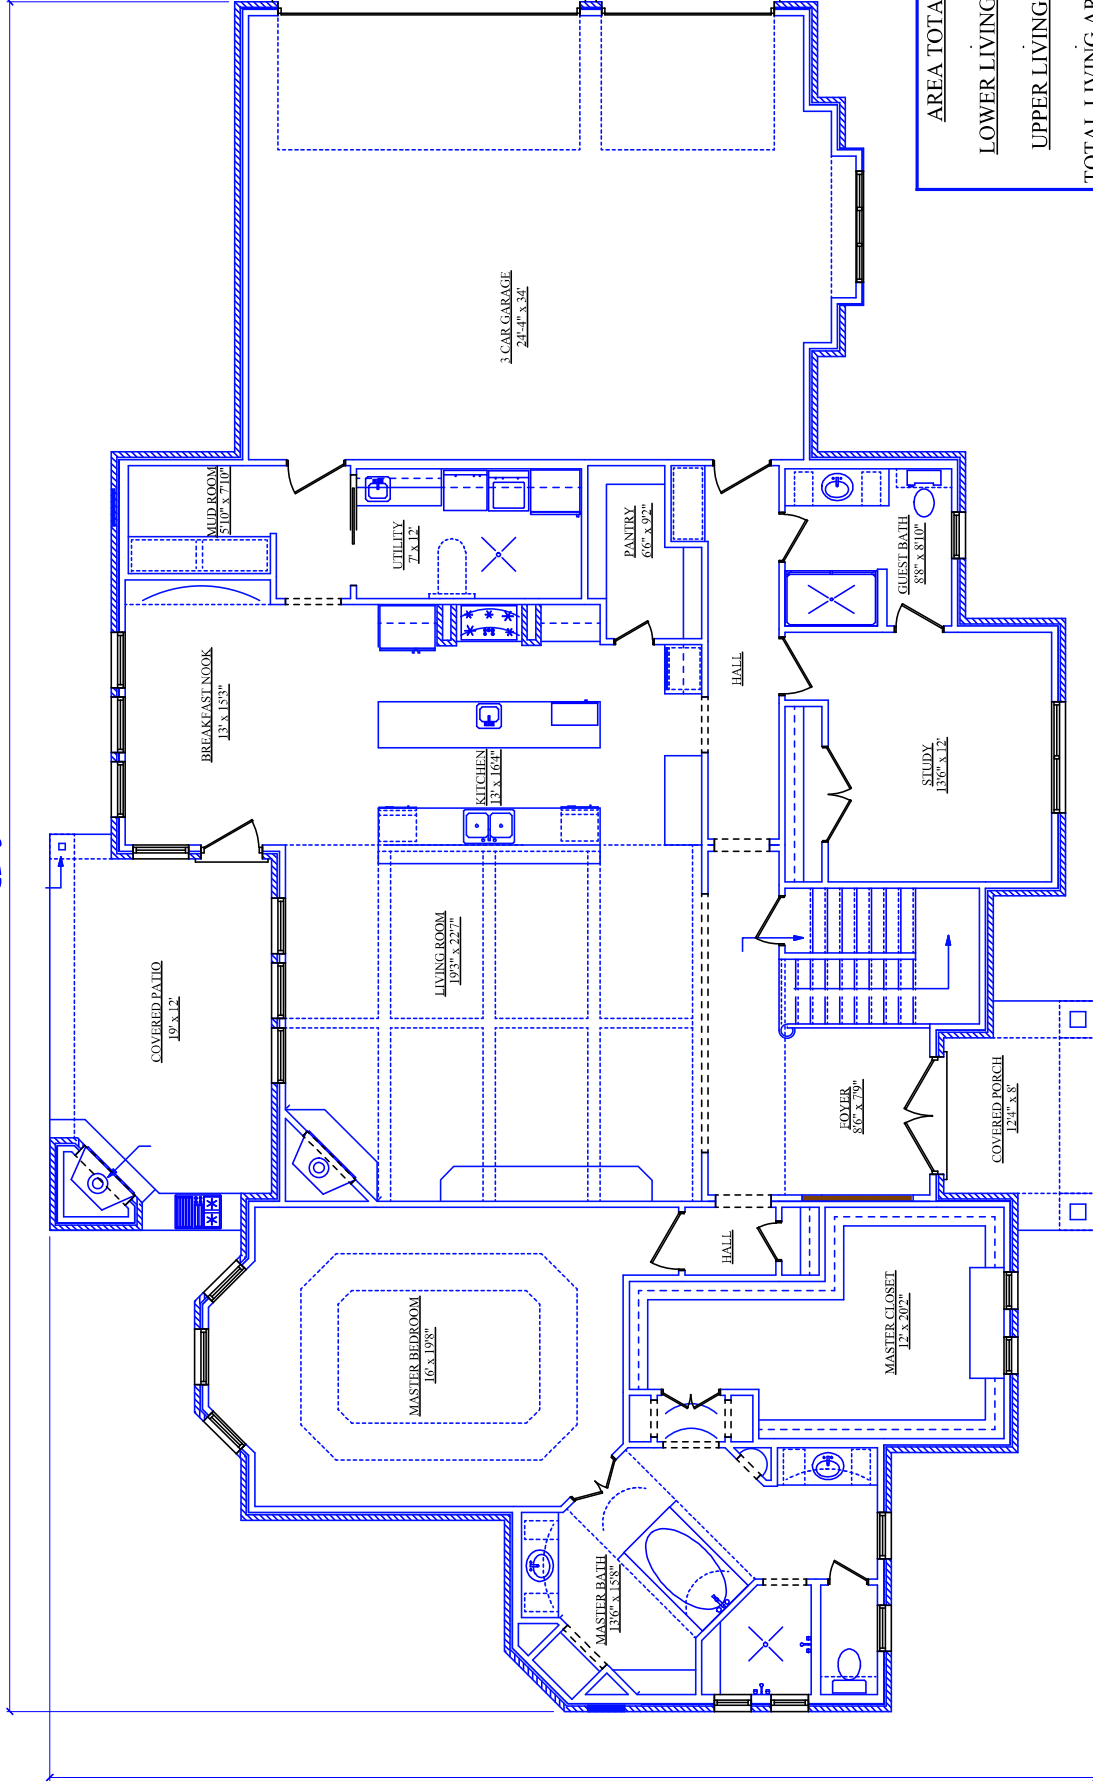 AREA TOTA
LOWER LIVING
UPPER LIVING
TOTAL LIVING AR
3 CAR GARAGE
24'-4" x 34'
MUD ROOM
5'10" x 7'10"
UTILITY
7' x 12'
PANTRY
6'6" x 9'2"
GUEST BATH
8'8" x 8'10"
BREAKFAST NOOK
13' x 15'3"
KITCHEN
13' x 16'4"
HALL
STUDY
13'6" x 12'
COVERED PATIO
19' x 12'
LIVING ROOM
19'3" x 22'7"
FOYER
8'6" x 7'9"
COVERED PORCH
12'4" x 8'
HALL
MASTER BEDROOM
16' x 19'8"
MASTER CLOSET
12' x 20'2"
MASTER BATH
13'6" x 15'8"